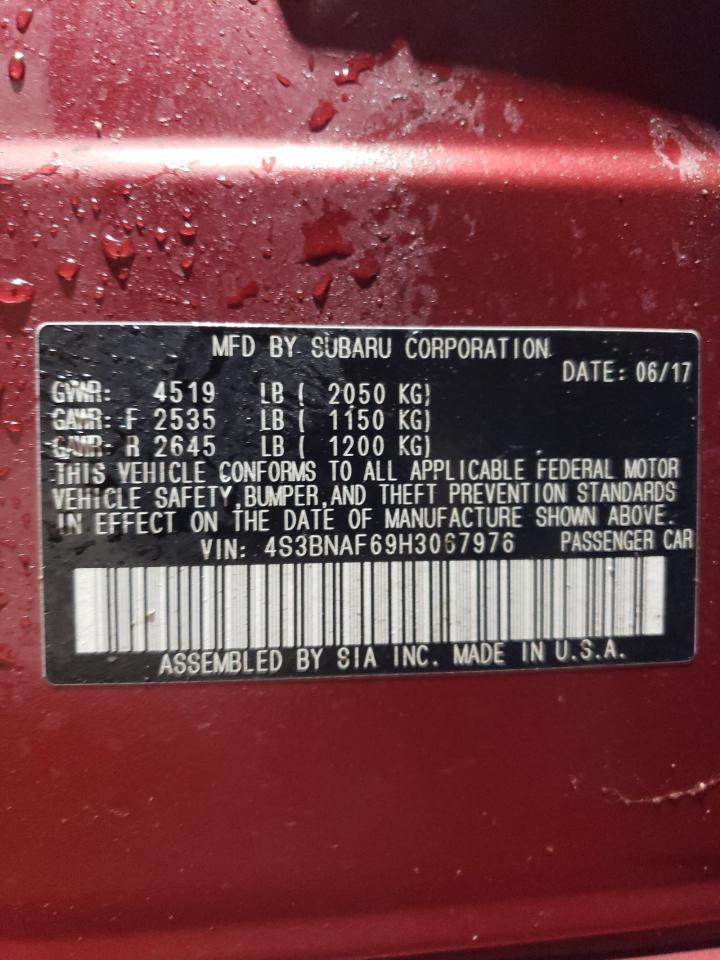 MFD BY SUBARU CORPORATION
DATE: 06/17
GVWR: 4519 LB ( 2050 KG)
GAWR: F 2535 LB ( 1150 KG)
GAWR: R 2645 LB ( 1200 KG)
THIS VEHICLE CONFORMS TO ALL APPLICABLE FEDERAL MOTOR
VEHICLE SAFETY,BUMPER,AND THEFT PREVENTION STANDARDS
IN EFFECT ON THE DATE OF MANUFACTURE SHOWN ABOVE.
VIN: 4S3BNAF69H3067976 PASSENGER CAR
ASSEMBLED BY SIA INC. MADE IN U.S.A.